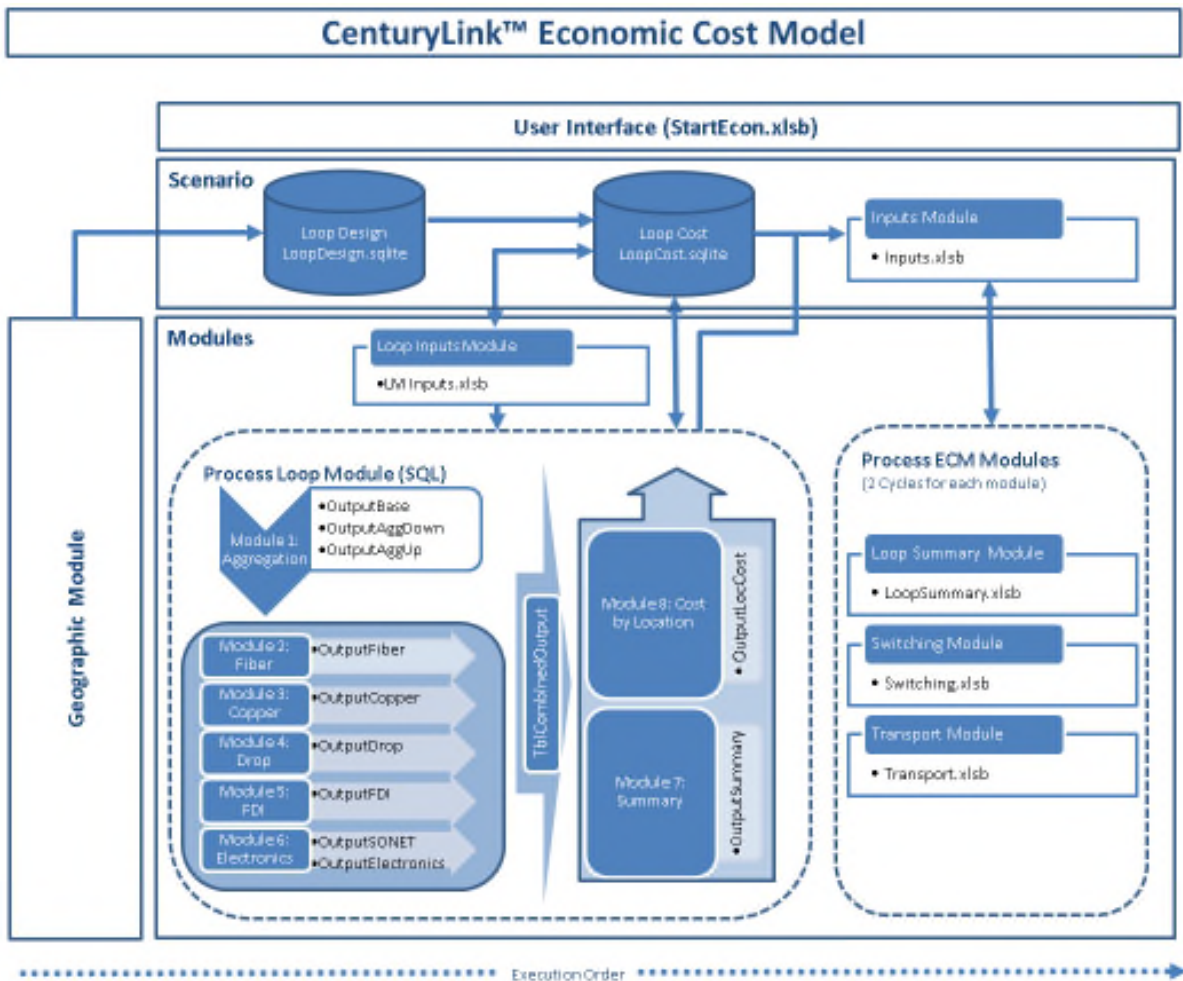 CenturyLink™ Economic Cost Model
User Interface (StartEcon.xlsb)
Scenario
Loop Design
LoopDesign.sqlite
Loop Cost
LoopCost.sqlite
Inputs Module
• Inputs.xlsb
Geographic Module
Modules
Loop Inputs Module
•LM Inputs.xlsb
Process Loop Module (SQL)
Module 1:
Aggregation
•OutputBase
•OutputAggDown
•OutputAggUp
Module 2:
Fiber
•OutputFiber
Module 3:
Copper
•OutputCopper
Module 4:
Drop
•OutputDrop
Module 5:
FDI
•OutputFDI
Module 6:
Electronics
•OutputSONET
•OutputElectronics
TblCombinedOutput
Module 8: Cost
by Location
•OutputLocCost
Module 7:
Summary
•OutputSummary
Process ECM Modules
(2 Cycles for each module)
Loop Summary Module
• LoopSummary.xlsb
Switching Module
• Switching.xlsb
Transport Module
• Transport.xlsb
Execution Order